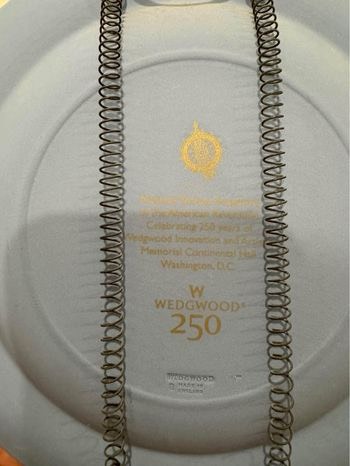 of the American Revolution
Celebrating 250 years of
Wedgwood Innovation and
Memorial Continental Hall
Washington, D.C.
W
WEDGWOOD®
250
WEDGWOOD
MADE IN
ENGLAND